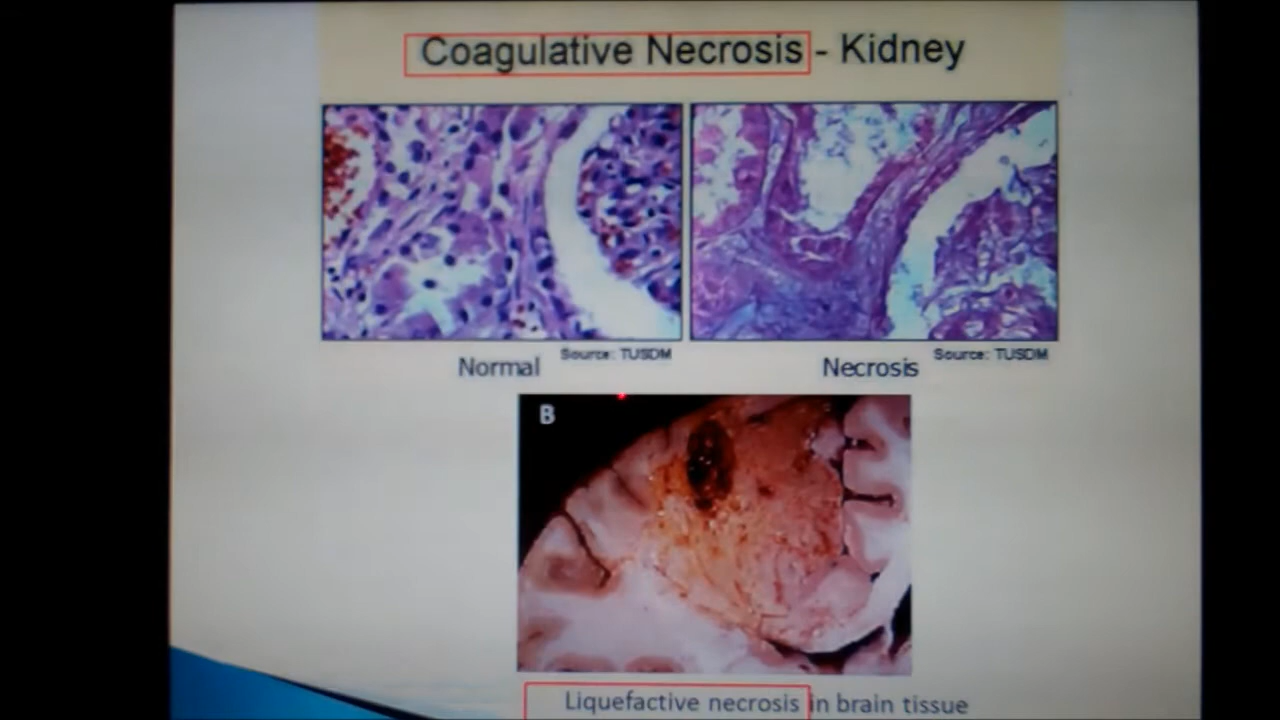 Coagulative Necrosis - Kidney
Source: TUSDM
Normal
Source: TUSDM
Necrosis
B
Liquefactive necrosis in brain tissue